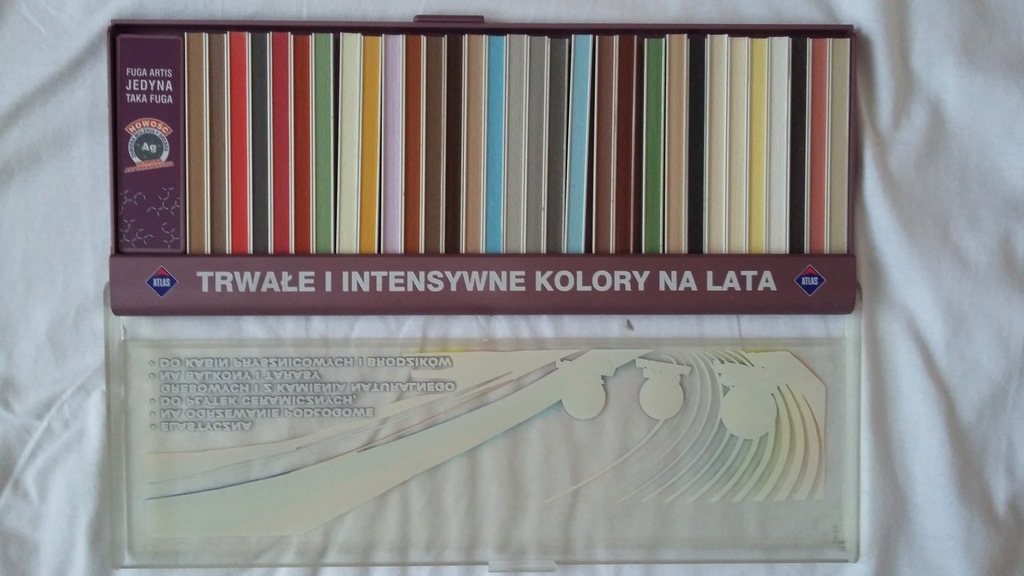 FUGA ARTIS
JEDYNA
TAKA FUGA
NOWOŚĆ
Ag
ATLAS
TRWAŁE I INTENSYWNE KOLORY NA LATA
ATLAS
• ELASTYCZNA
• NA OGRZEWANIE PODŁOGOWE
• DO PŁYTEK CERAMICZNYCH,
GRESOWYCH I Z KAMIENIA NATURALNEGO
• NA BALKONY I TARASY
• DO KABIN PRYSZNICOWYCH I BRODZIKÓW